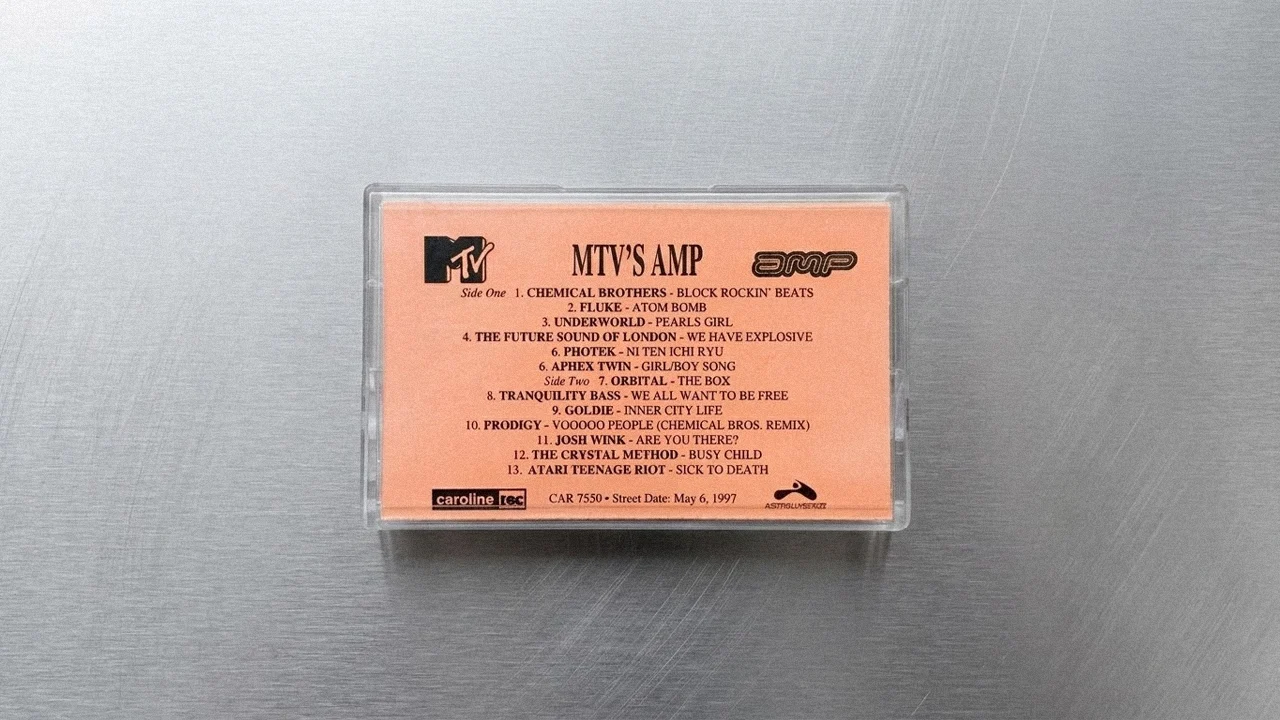 MTV
MTV'S AMP
amp
Side One 1. CHEMICAL BROTHERS - BLOCK ROCKIN' BEATS
2. FLUKE - ATOM BOMB
3. UNDERWORLD - PEARLS GIRL
4. THE FUTURE SOUND OF LONDON - WE HAVE EXPLOSIVE
6. PHOTEK - NI TEN ICHI RYU
6. APHEX TWIN - GIRL/BOY SONG
Side Two 7. ORBITAL - THE BOX
8. TRANQUILITY BASS - WE ALL WANT TO BE FREE
9. GOLDIE - INNER CITY LIFE
10. PRODIGY - VOOOOO PEOPLE (CHEMICAL BROS. REMIX)
11. JOSH WINK - ARE YOU THERE?
12. THE CRYSTAL METHOD - BUSY CHILD
13. ATARI TEENAGE RIOT - SICK TO DEATH
caroline
CAR 7550 • Street Date: May 6, 1997
ASTRALWERKS